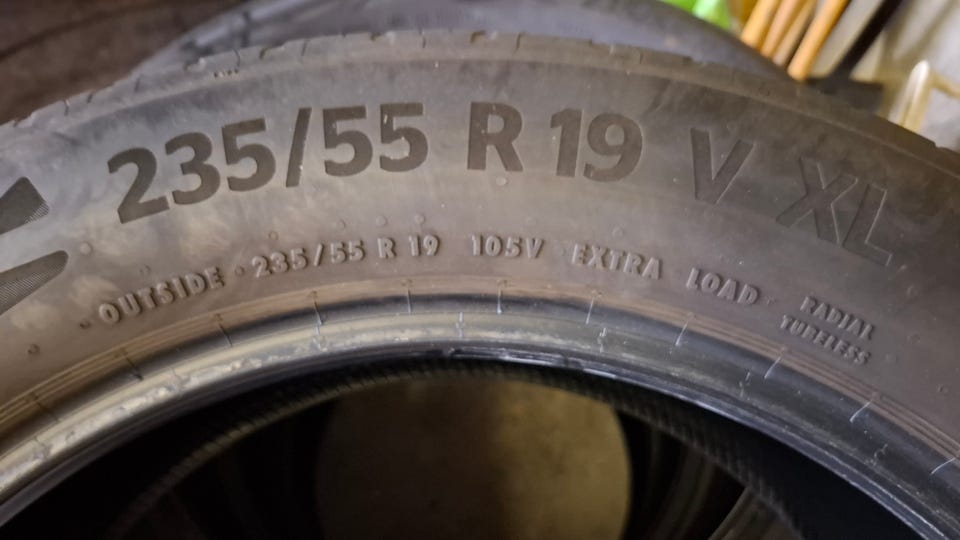 235/55 R 19 V XL
OUTSIDE · 235/55 R 19 105V EXTRA LOAD
RADIAL
TUBELESS